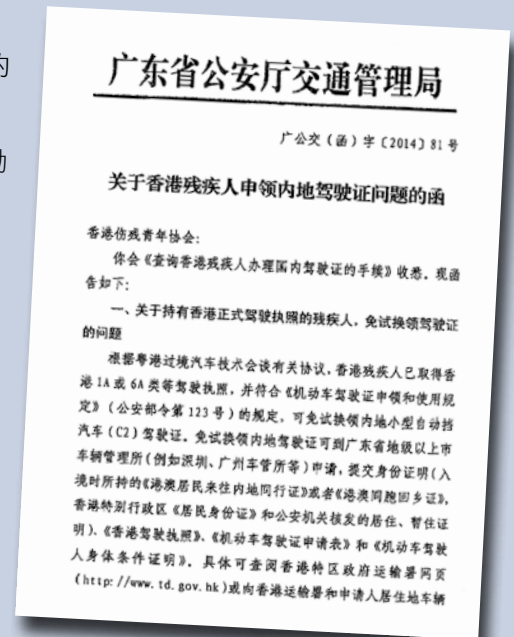 的
广东省公安厅交通管理局
广公交（函）字〔2014〕81号
励
关于香港残疾人申领内地驾驶证问题的函
香港伤残青年协会：
你会《查询香港残疾人办理国内驾驶证的手续》收悉。现函
告如下：
一、关于持有香港正式驾驶执照的残疾人，免试换领驾驶证
的问题
根据粤港过境汽车技术会谈有关协议，香港残疾人已取得香
港1A或6A类等驾驶执照，并符合《机动车驾驶证申领和使用规
定》（公安部令第123号）的规定，可免试换领内地小型自动挡
汽车（C2）驾驶证。免试换领内地驾驶证可到广东省地级以上市
车辆管理所（例如深圳、广州车管所等）申请，提交身份证明（入
境时所持的《港澳居民来往内地同行证》或者《港澳同胞回乡证》，
香港特别行政区《居民身份证》和公安机关核发的居住、暂住证
明）、《香港驾驶执照》、《机动车驾驶证申请表》和《机动车驾驶
人身体条件证明》。具体可查阅香港特区政府运输署网页
（http://www.td.gov.hk）或向香港运输署和申请人居住地车辆